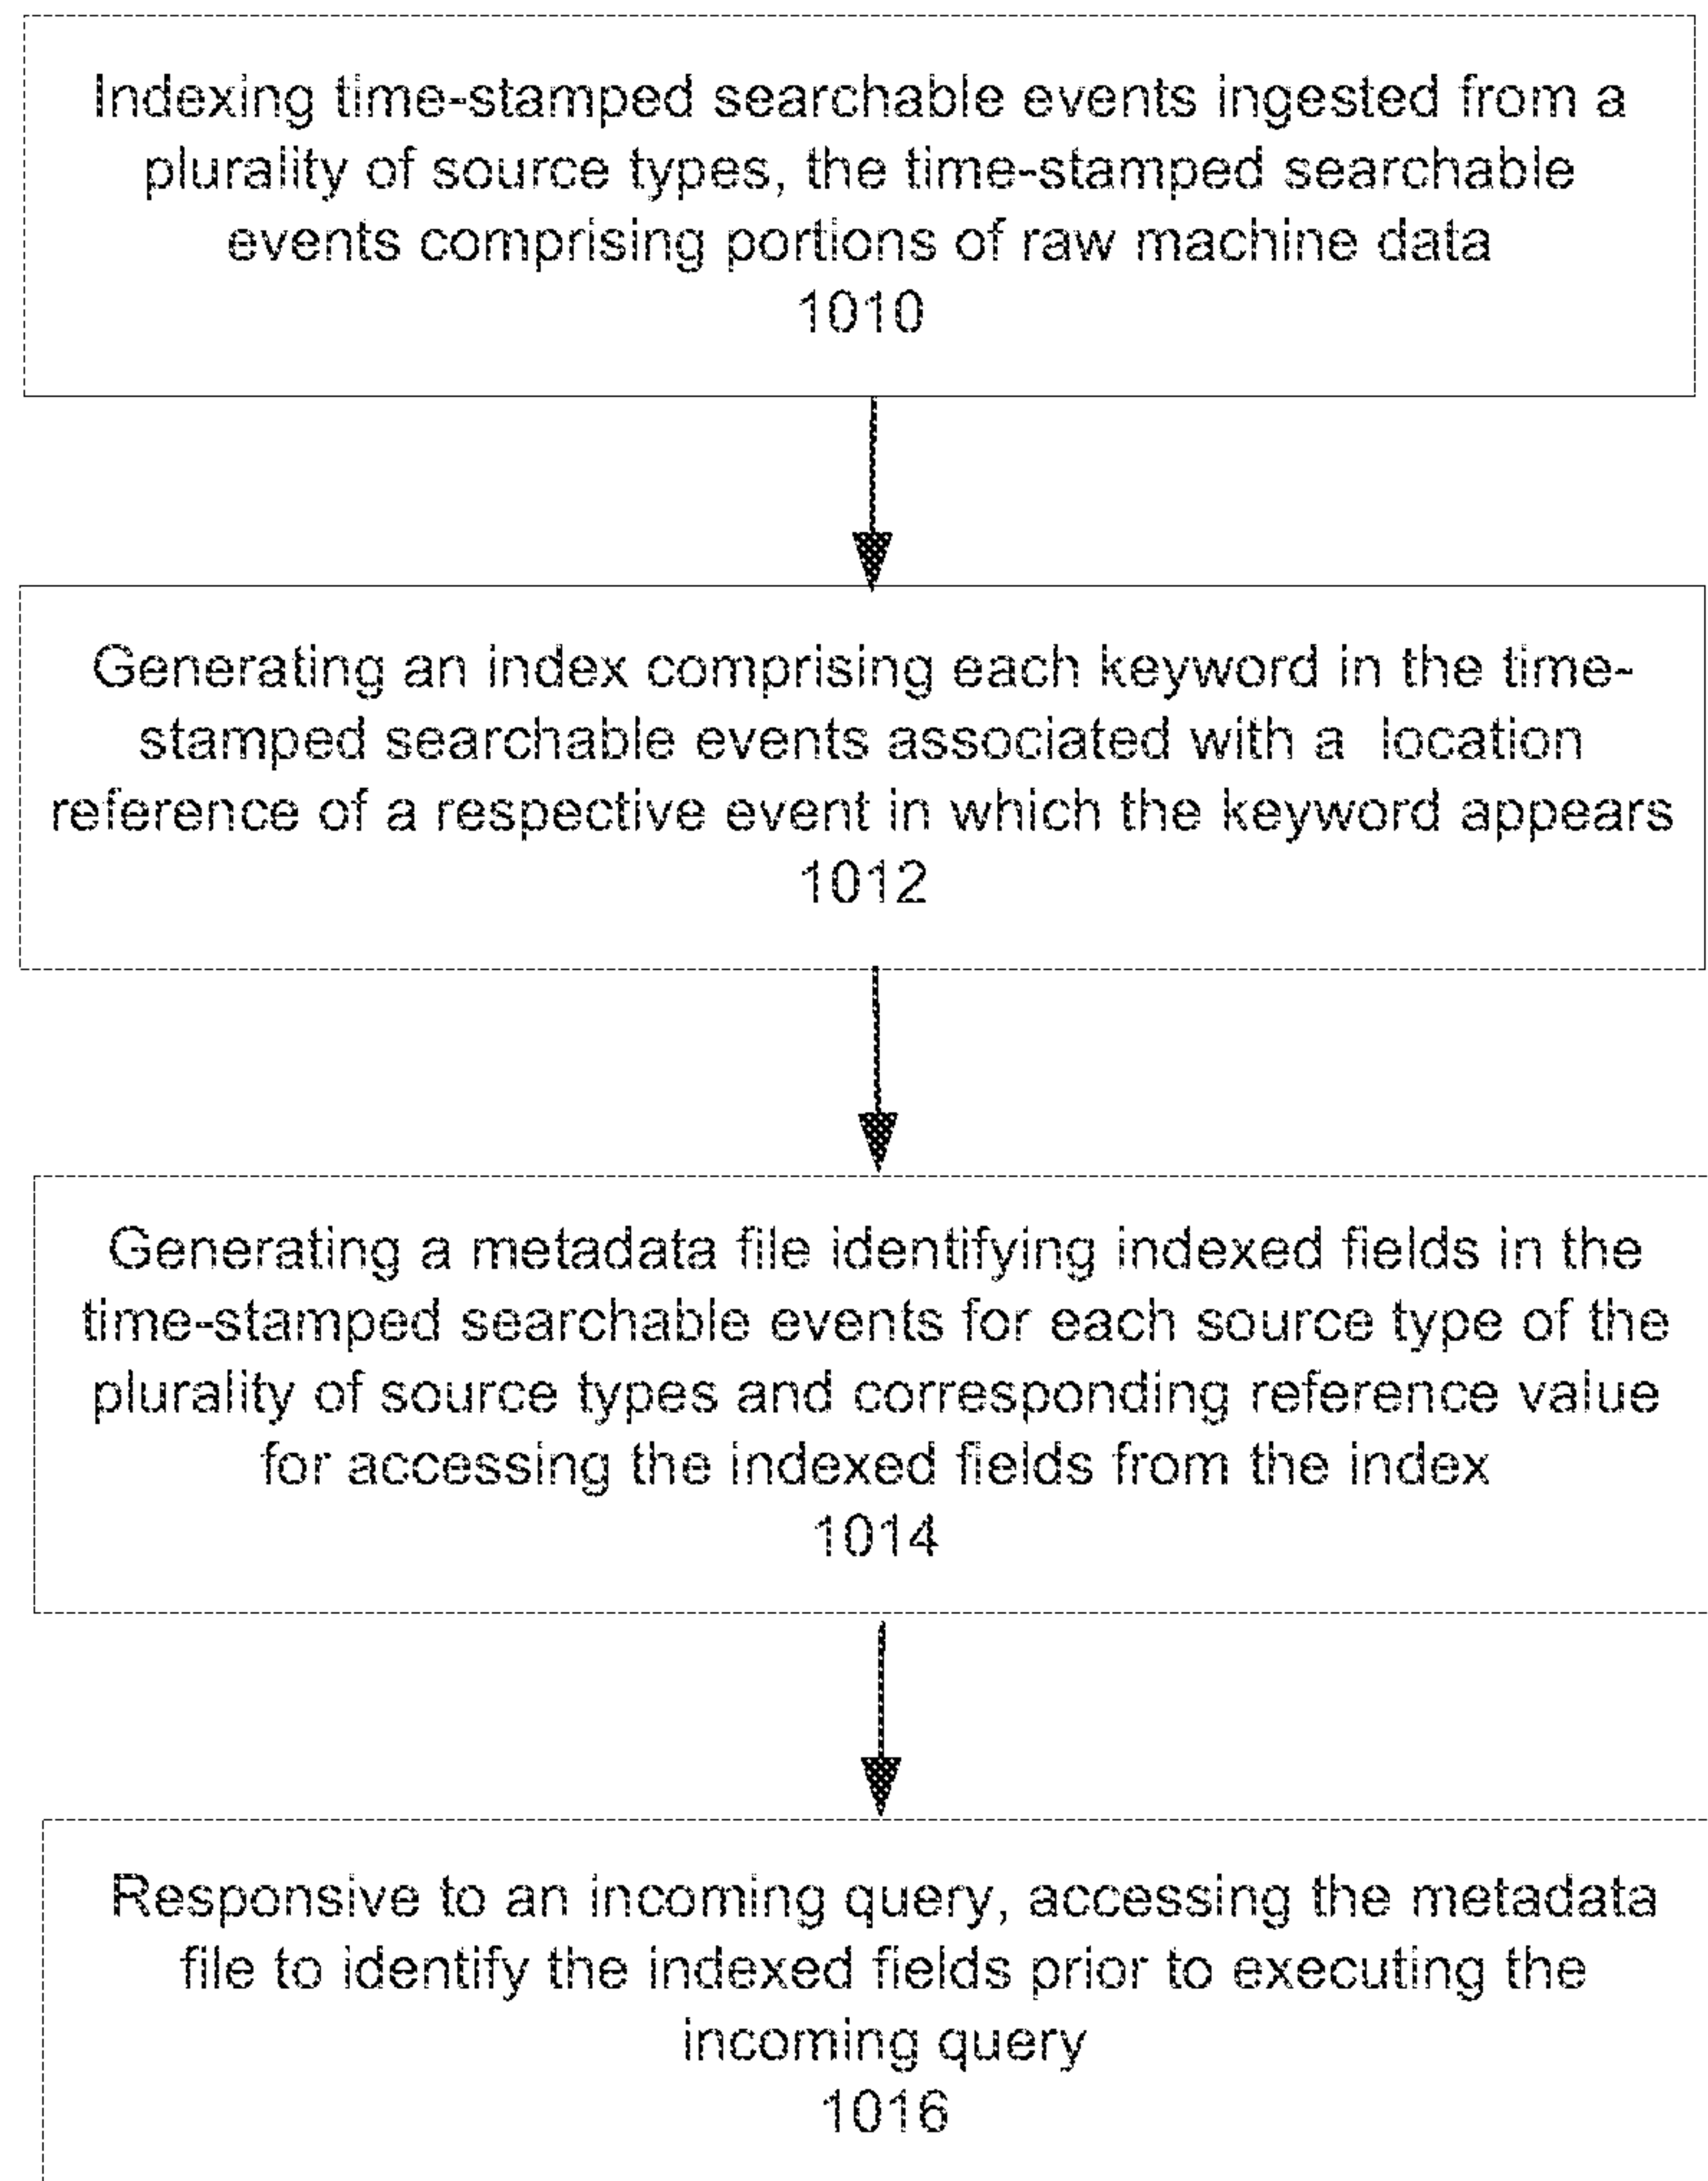 Indexing time-stamped searchable events ingested from a
plurality of source types, the time-stamped searchable
events comprising portions of raw machine data
1010
Generating an index comprising each keyword in the time-
stamped searchable events associated with a location
reference of a respective event in which the keyword appears
1012
Generating a metadata file identifying indexed fields in the
time-stamped searchable events for each source type of the
plurality of source types and corresponding reference value
for accessing the indexed fields from the index
1014
Responsive to an incoming query, accessing the metadata
file to identify the indexed fields prior to executing the
incoming query
1016